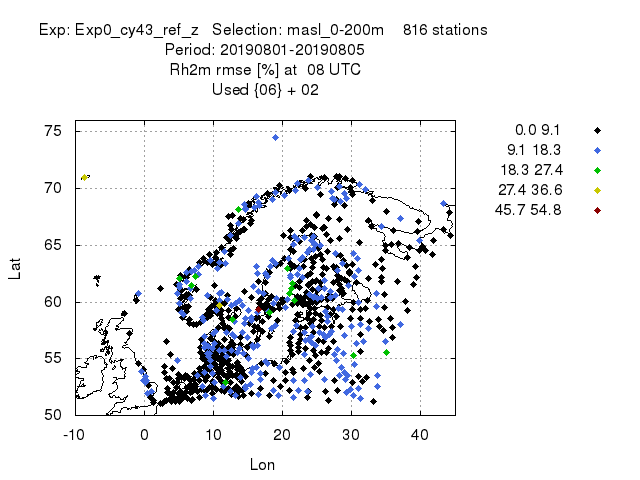 Exp: Exp0_cy43_ref_z Selection: masl_0-200m 816 stations
Period: 20190801-20190805
Rh2m rmse [%] at 08 UTC
Used {06} + 02
0.0 9.1
9.1 18.3
18.3 27.4
27.4 36.6
45.7 54.8
75
70
65
60
55
50
Lat
-10 0 10 20 30 40
Lon